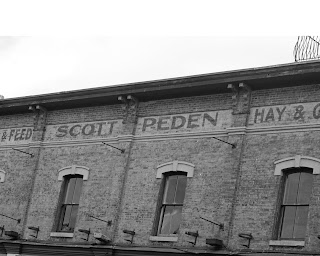 & FEED SCOTT PEDEN HAY & G